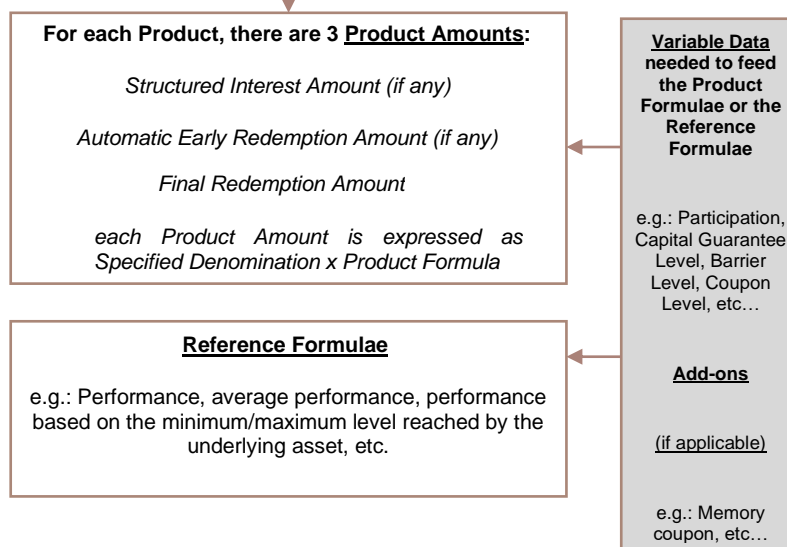 For each Product, there are 3 Product Amounts:
Structured Interest Amount (if any)
Automatic Early Redemption Amount (if any)
Final Redemption Amount
each Product Amount is expressed as
Specified Denomination x Product Formula
Reference Formulae
e.g.: Performance, average performance, performance
based on the minimum/maximum level reached by the
underlying asset, etc.
Variable Data
needed to feed
the Product
Formulae or the
Reference
Formulae
e.g.: Participation,
Capital Guarantee
Level, Barrier
Level, Coupon
Level, etc…
Add-ons
(if applicable)
e.g.: Memory
coupon, etc…